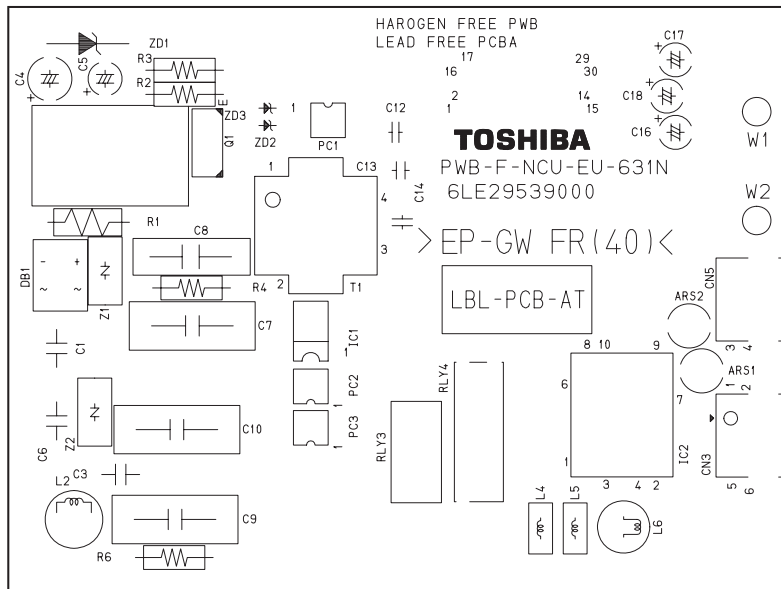 HAROGEN FREE PWB
LEAD FREE PCBA
C17
ZD1
C4
C5
R3
R2
17
29
16
30
2
14
1
15
C18
C16
E
ZD3
Q1
ZD2
1
PC1
C12
TOSHIBA
W1
PWB-F-NCU-EU-631N
6LE29539000
1
C13
4
C14
W2
R1
C8
3
EP-GW FR(40)
DB1
- +
~ ~
Z1
R4
2
T1
CN5
LBL-PCB-AT
ARS2
C7
IC1
1
3 4
C1
8 10 9
ARS1
PC2
1
RLY4
6
7
1 2
C6
Z2
C10
PC3
1
RLY3
CN3
IC2
1
3 4 2
5 6
C3
L2
C9
L4
L5
L6
R6